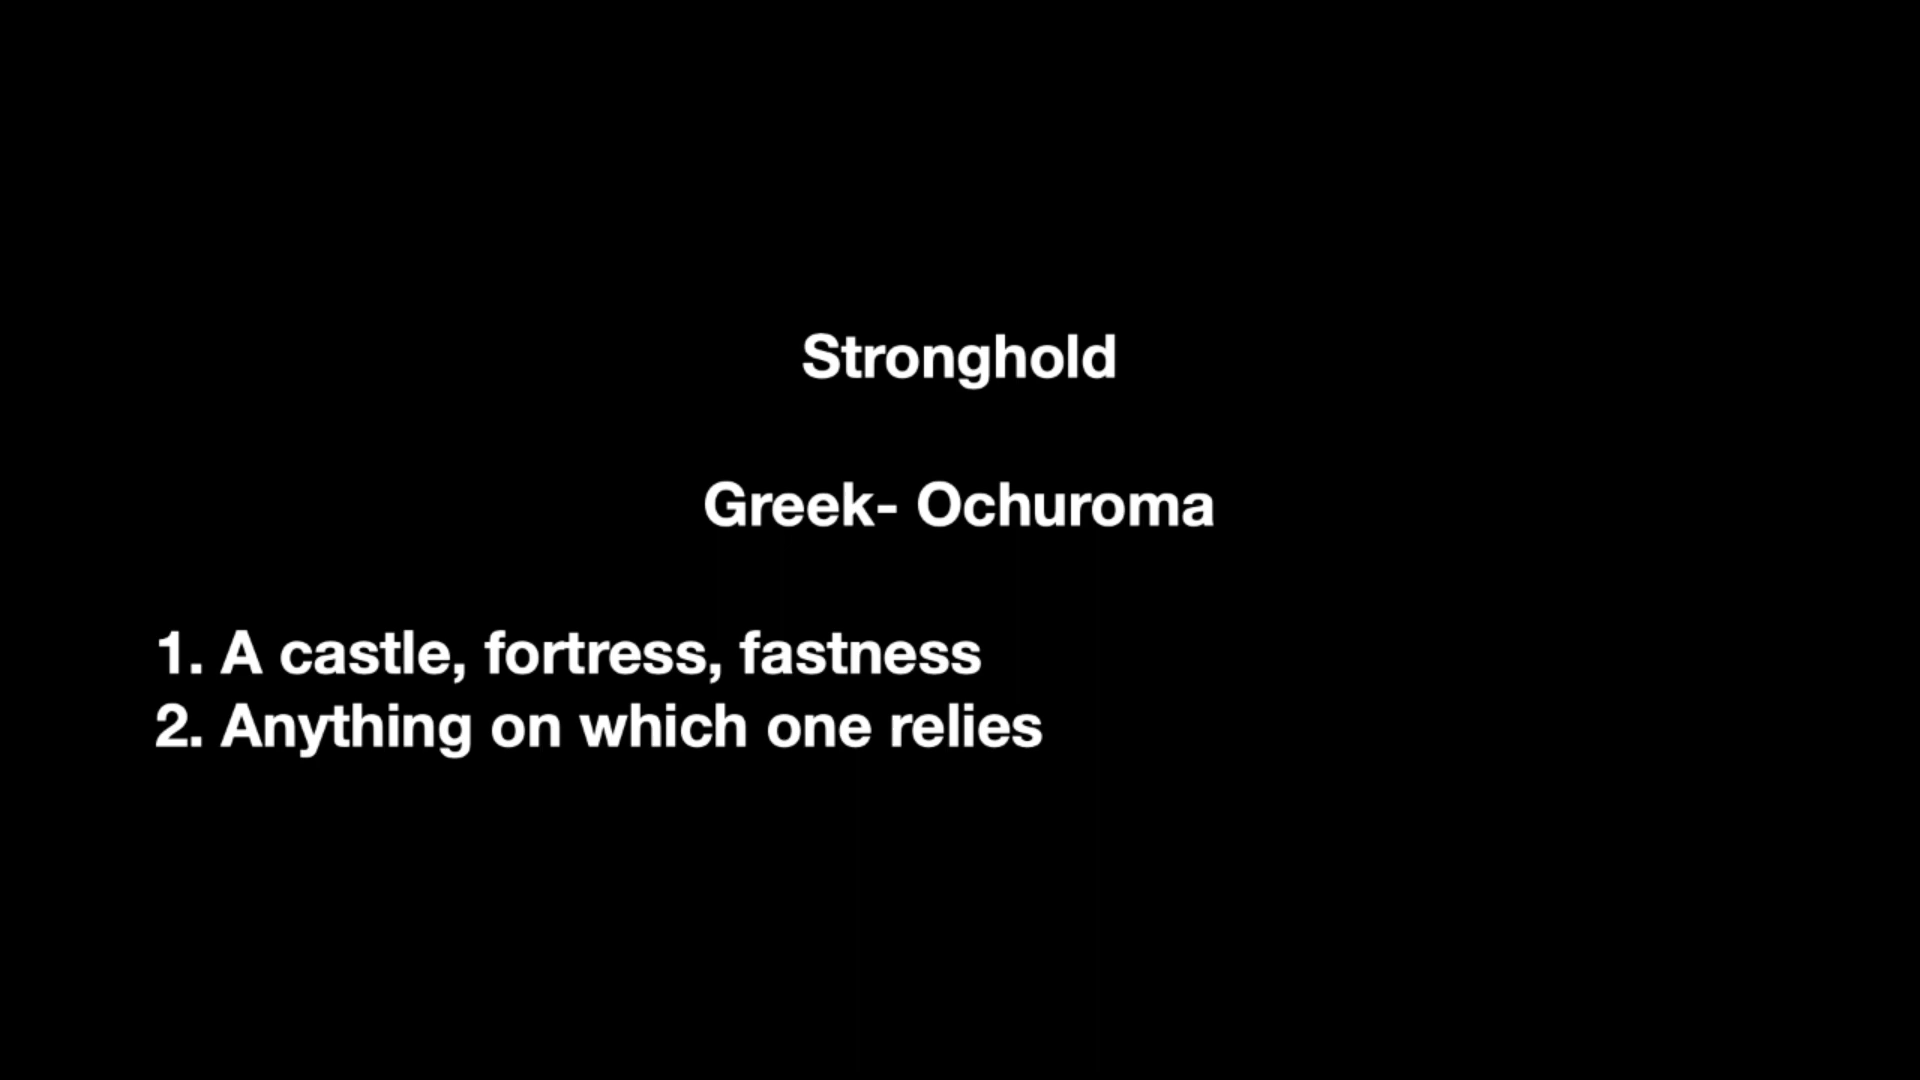 Stronghold
Greek- Ochuroma
1. A castle, fortress, fastness
2. Anything on which one relies